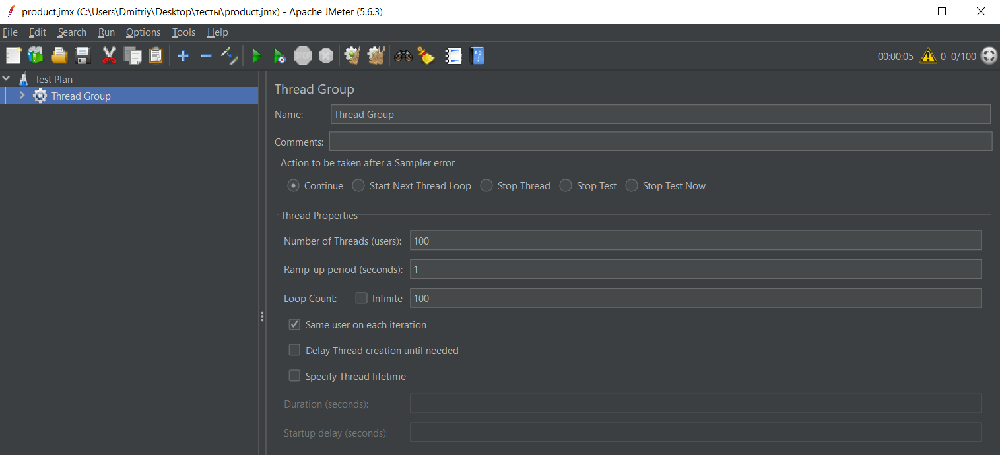 product.jmx (C:\Users\Dmitriy\Desktop\тесты\product.jmx) - Apache JMeter (5.6.3)
File Edit Search Run Options Tools Help
STOP
00:00:05 0 0/100
Test Plan
Thread Group
Thread Group
Name: Thread Group
Comments:
Action to be taken after a Sampler error
Continue Start Next Thread Loop Stop Thread Stop Test Stop Test Now
Thread Properties
Number of Threads (users): 100
Ramp-up period (seconds): 1
Loop Count: Infinite 100
Same user on each iteration
Delay Thread creation until needed
Specify Thread lifetime
Duration (seconds):
Startup delay (seconds):